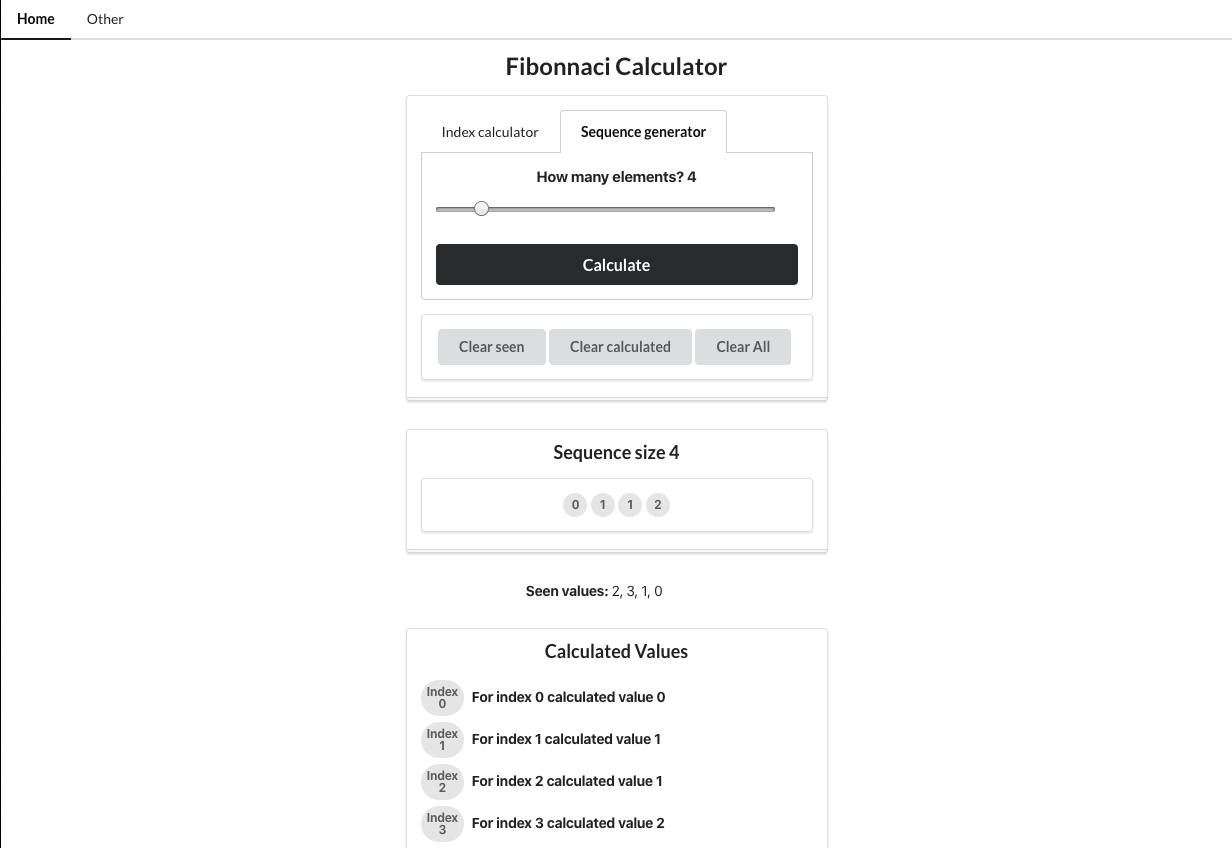 Home Other
Fibonnaci Calculator
Index calculator Sequence generator
How many elements? 4
Calculate
Clear seen Clear calculated Clear All
Sequence size 4
0 1 1 2
Seen values: 2, 3, 1, 0
Calculated Values
Index 0 For index 0 calculated value 0
Index 1 For index 1 calculated value 1
Index 2 For index 2 calculated value 1
Index 3 For index 3 calculated value 2